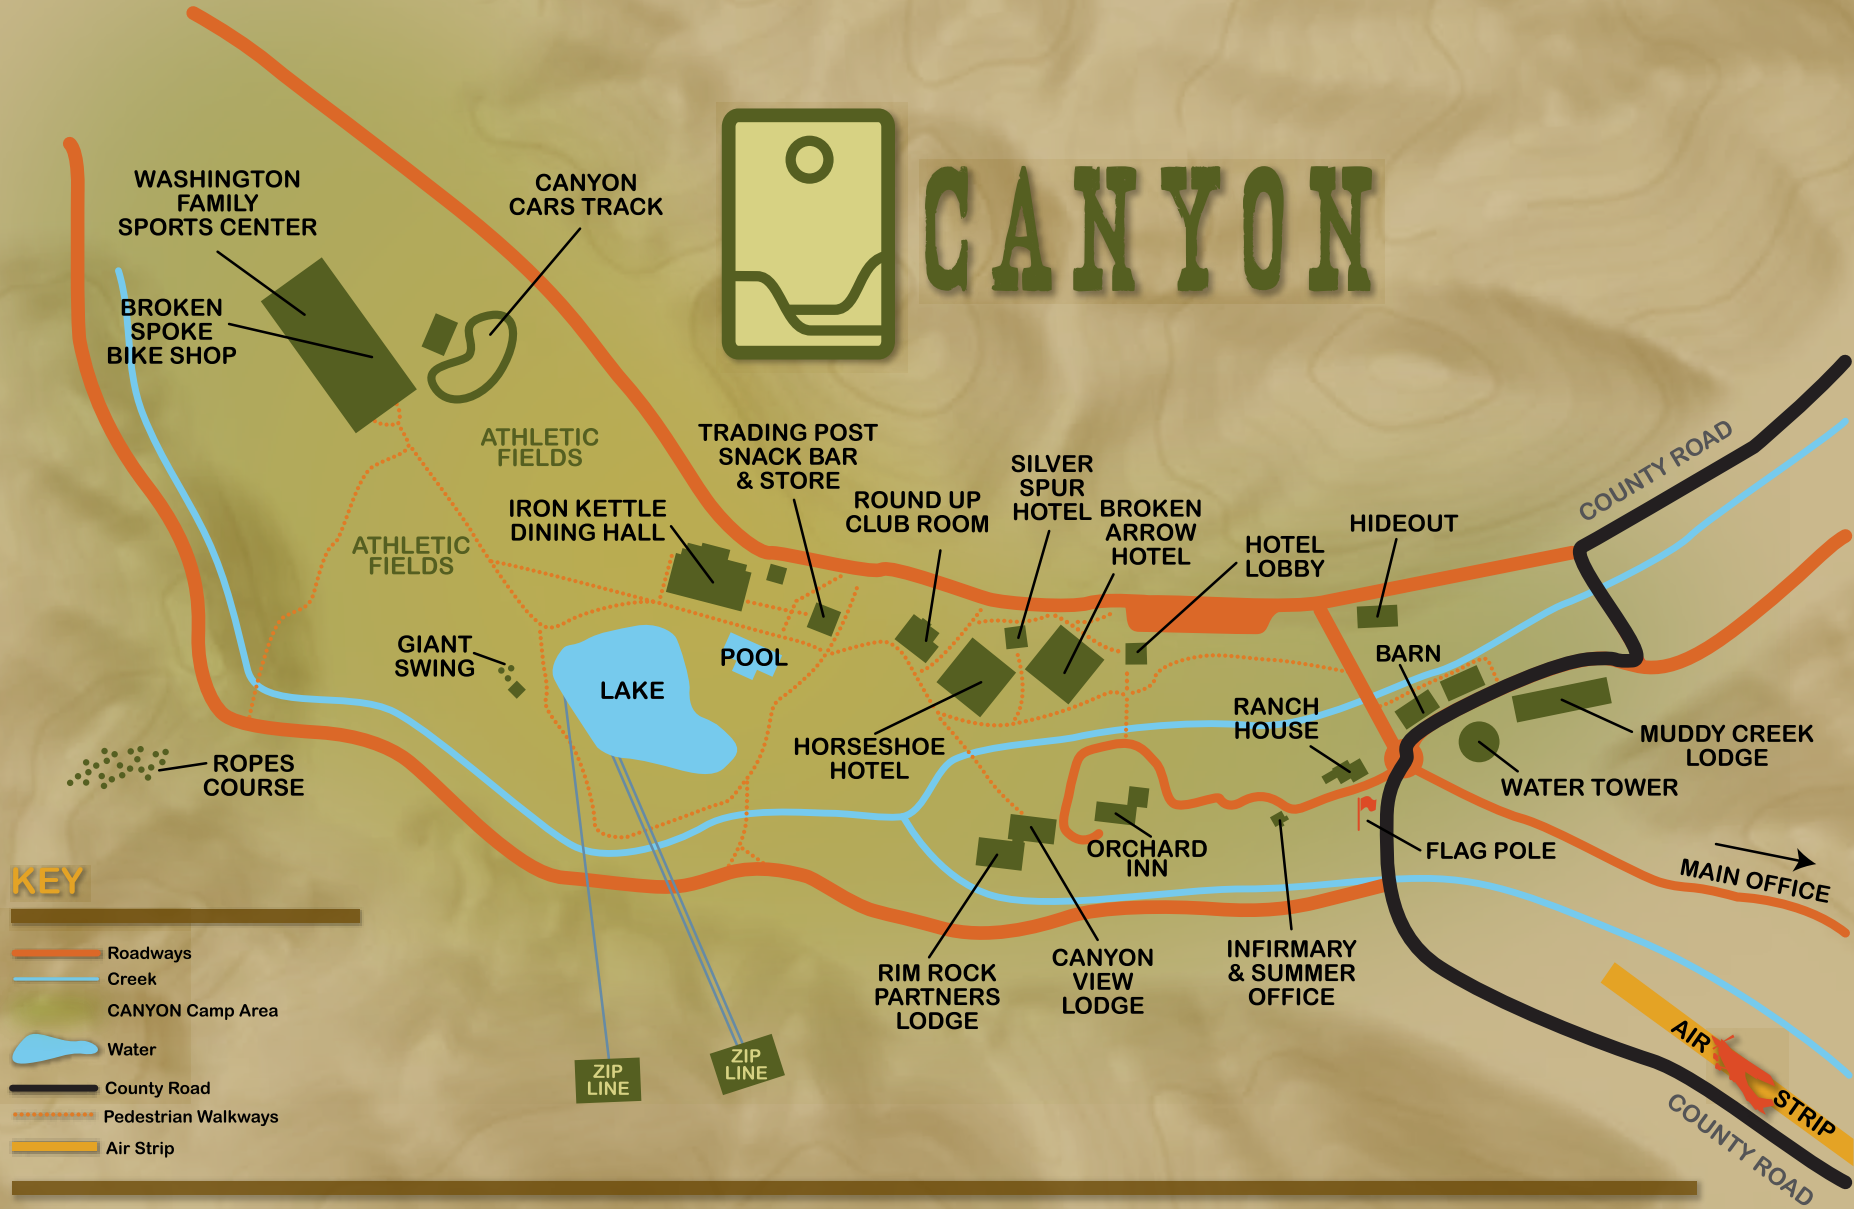 CANYON
WASHINGTON
FAMILY
SPORTS CENTER
CANYON
CARS TRACK
BROKEN
SPOKE
BIKE SHOP
ATHLETIC
FIELDS
TRADING POST
SNACK BAR
& STORE
IRON KETTLE
DINING HALL
ROUND UP
CLUB ROOM
SILVER
SPUR
HOTEL
BROKEN
ARROW
HOTEL
HOTEL
LOBBY
HIDEOUT
COUNTY ROAD
ATHLETIC
FIELDS
GIANT
SWING
LAKE
POOL
BARN
RANCH
HOUSE
HORSESHOE
HOTEL
MUDDY CREEK
LODGE
WATER TOWER
ROPES
COURSE
ORCHARD
INN
FLAG POLE
MAIN OFFICE
RIM ROCK
PARTNERS
LODGE
CANYON
VIEW
LODGE
INFIRMARY
& SUMMER
OFFICE
ZIP
LINE
ZIP
LINE
AIR STRIP
COUNTY ROAD
KEY
Roadways
Creek
CANYON Camp Area
Water
County Road
Pedestrian Walkways
Air Strip